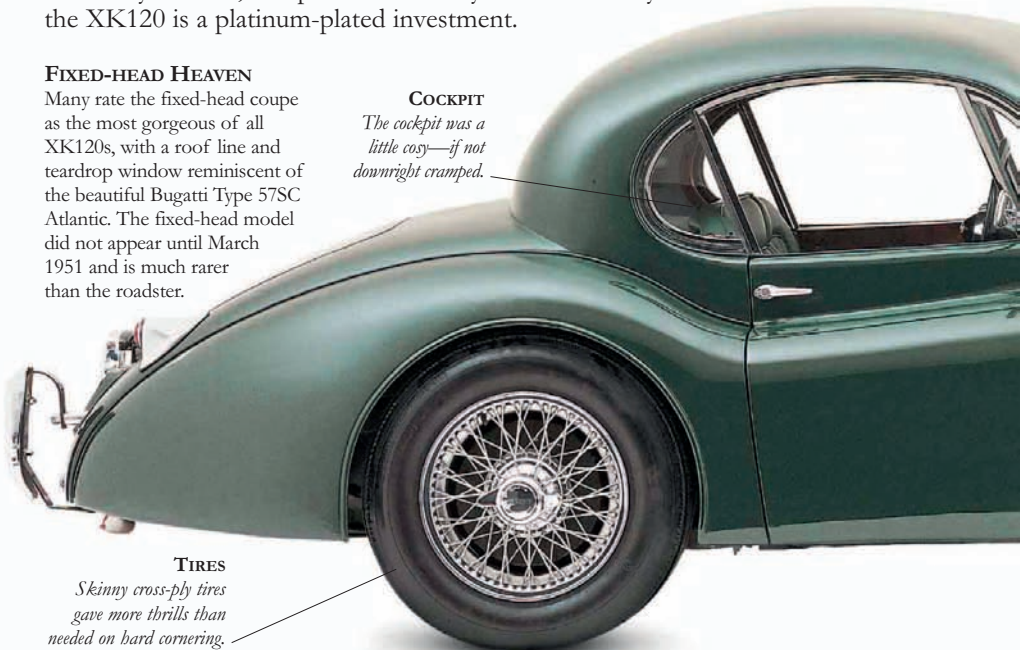 the XK120 is a platinum-plated investment.
FIXED-HEAD HEAVEN
Many rate the fixed-head coupe
as the most gorgeous of all
XK120s, with a roof line and
teardrop window reminiscent of
the beautiful Bugatti Type 57SC
Atlantic. The fixed-head model
did not appear until March
1951 and is much rarer
than the roadster.
COCKPIT
The cockpit was a
little cosy—if not
downright cramped.
TIRES
Skinny cross-ply tires
gave more thrills than
needed on hard cornering.